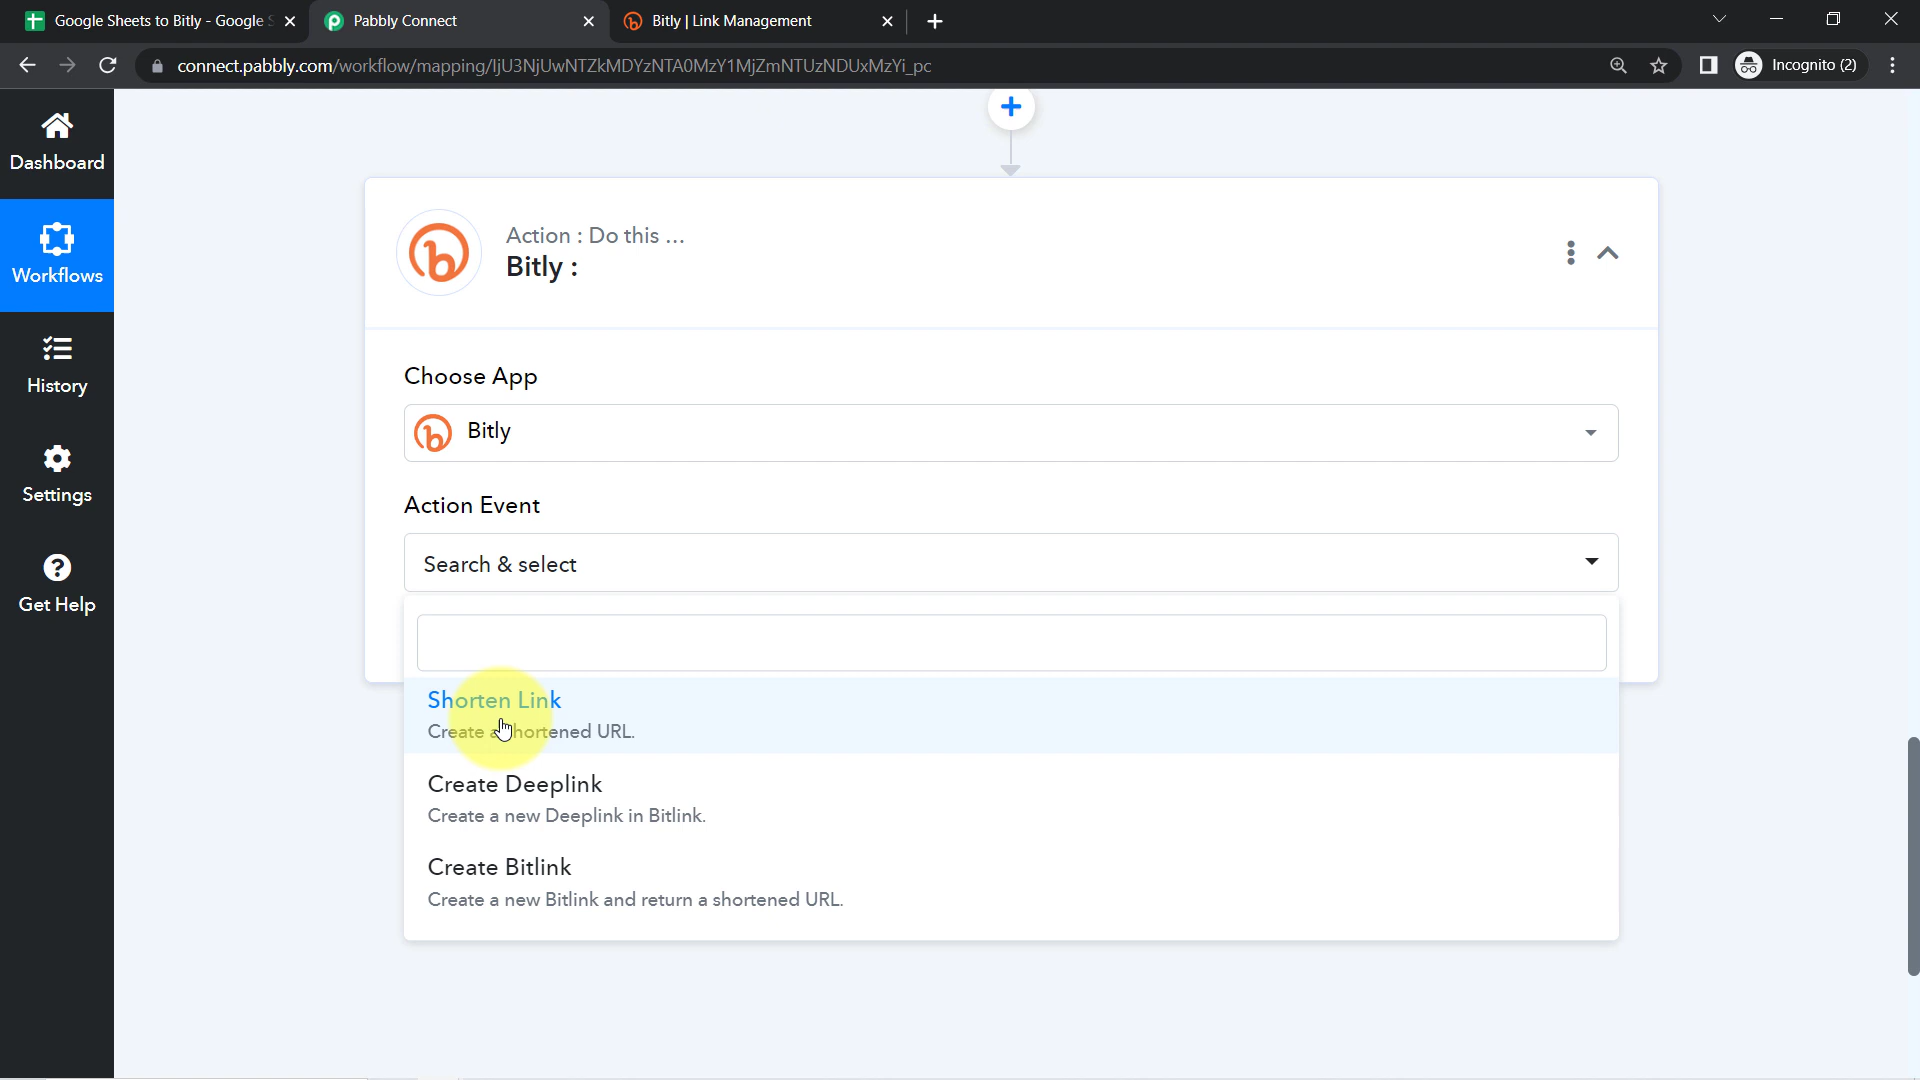 Google Sheets to Bitly - Google S
Pabbly Connect
Bitly | Link Management
connect.pabbly.com/workflow/mapping/IjU3NjUwNTZkMDYzNTA0MzY1MjZmNTUzNDUxMzYi_pc
Incognito (2)
Dashboard
Workflows
History
Settings
Get Help
Action : Do this ...
Bitly :
Choose App
Bitly
Action Event
Search & select
Shorten Link
Create a shortened URL.
Create Deeplink
Create a new Deeplink in Bitlink.
Create Bitlink
Create a new Bitlink and return a shortened URL.